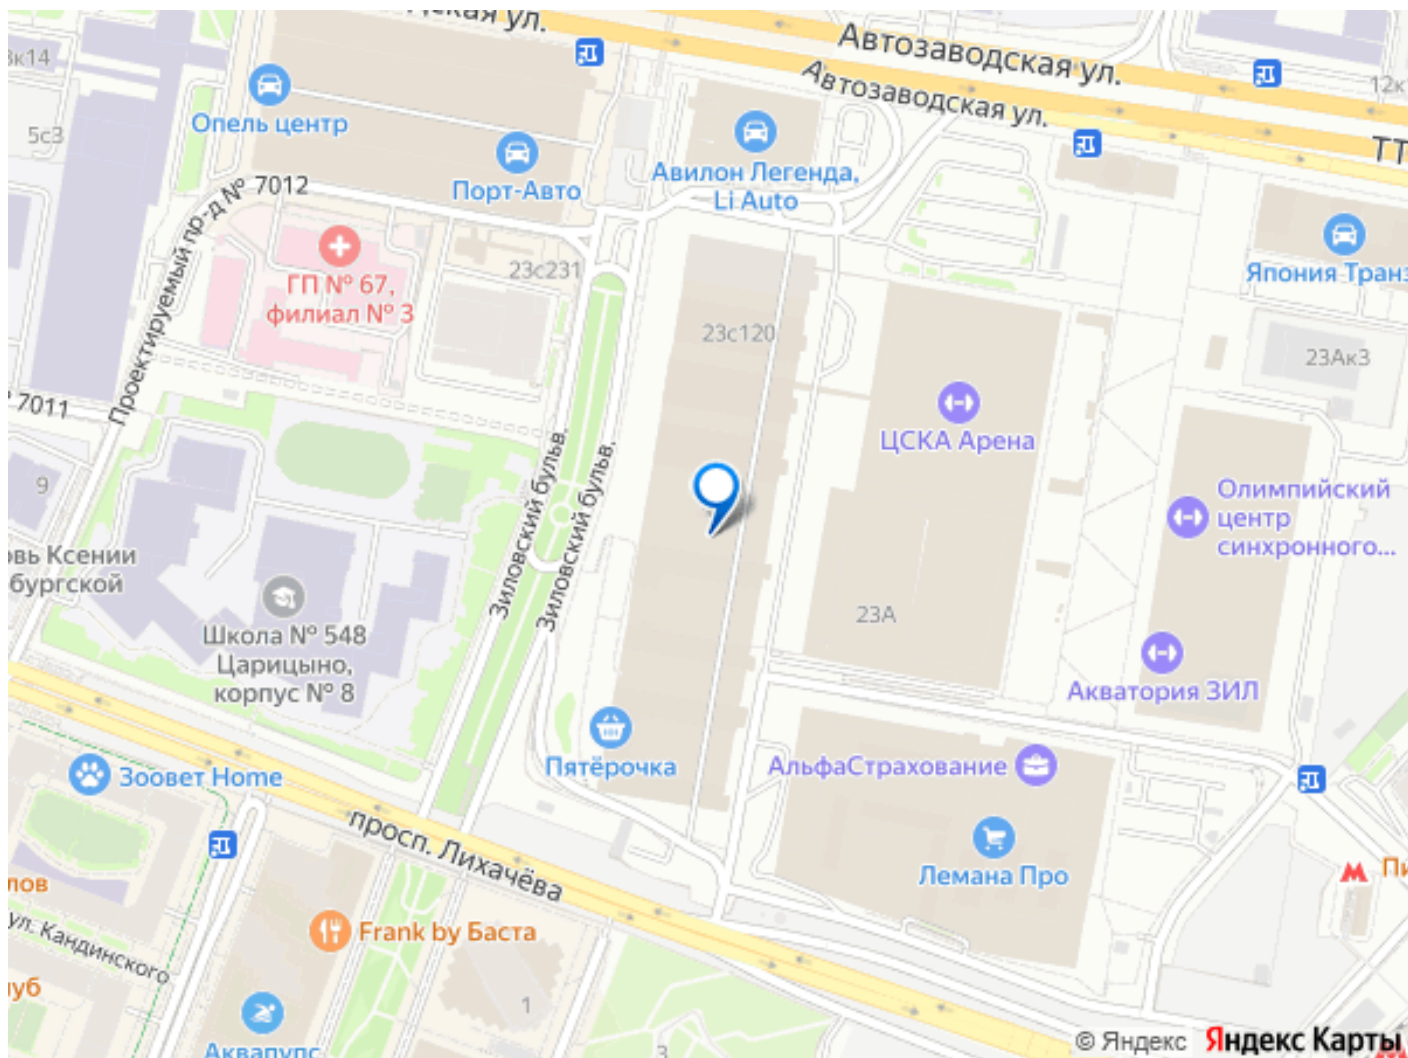 Автозаводская ул.
Автозаводская ул.
5с3
Опель центр
Порт-Авто
Авилон Легенда,
Li Auto
Проектируемый пр-д № 7012
ГП № 67,
филиал № 3
23с231
23с120
Япония Транз
23Ак3
7011
ЦСКА Арена
9
Зиловский бульв.
Зиловский бульв.
Олимпийский
центр
синхронного...
23А
Школа № 548
Царицыно,
корпус № 8
Акватория ЗИЛ
Пятёрочка
АльфаСтрахование
Зоовет Home
просп. Лихачёва
Лемана Про
ул. Кандинского
Frank by Баста
1
3
Аквапулс
© Яндекс Яндекс Карты